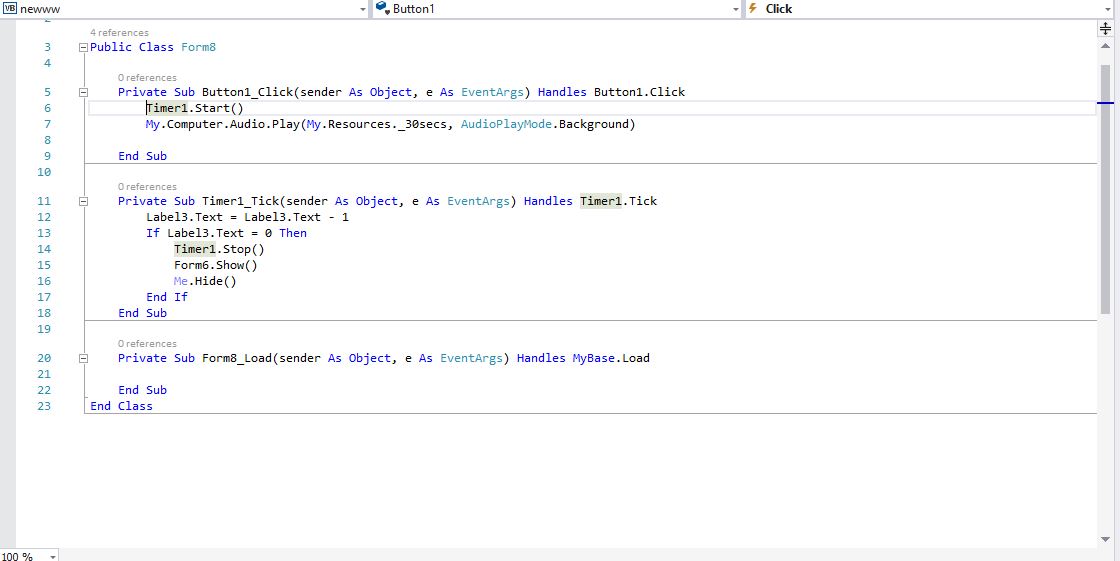 VB newww Button1 Click
2
4 references
3 Public Class Form8
4
0 references
5 Private Sub Button1_Click(sender As Object, e As EventArgs) Handles Button1.Click
6 Timer1.Start()
7 My.Computer.Audio.Play(My.Resources._30secs, AudioPlayMode.Background)
8
9 End Sub
10
0 references
11 Private Sub Timer1_Tick(sender As Object, e As EventArgs) Handles Timer1.Tick
12 Label3.Text = Label3.Text - 1
13 If Label3.Text = 0 Then
14 Timer1.Stop()
15 Form6.Show()
16 Me.Hide()
17 End If
18 End Sub
19
0 references
20 Private Sub Form8_Load(sender As Object, e As EventArgs) Handles MyBase.Load
21
22 End Sub
23 End Class
100 %